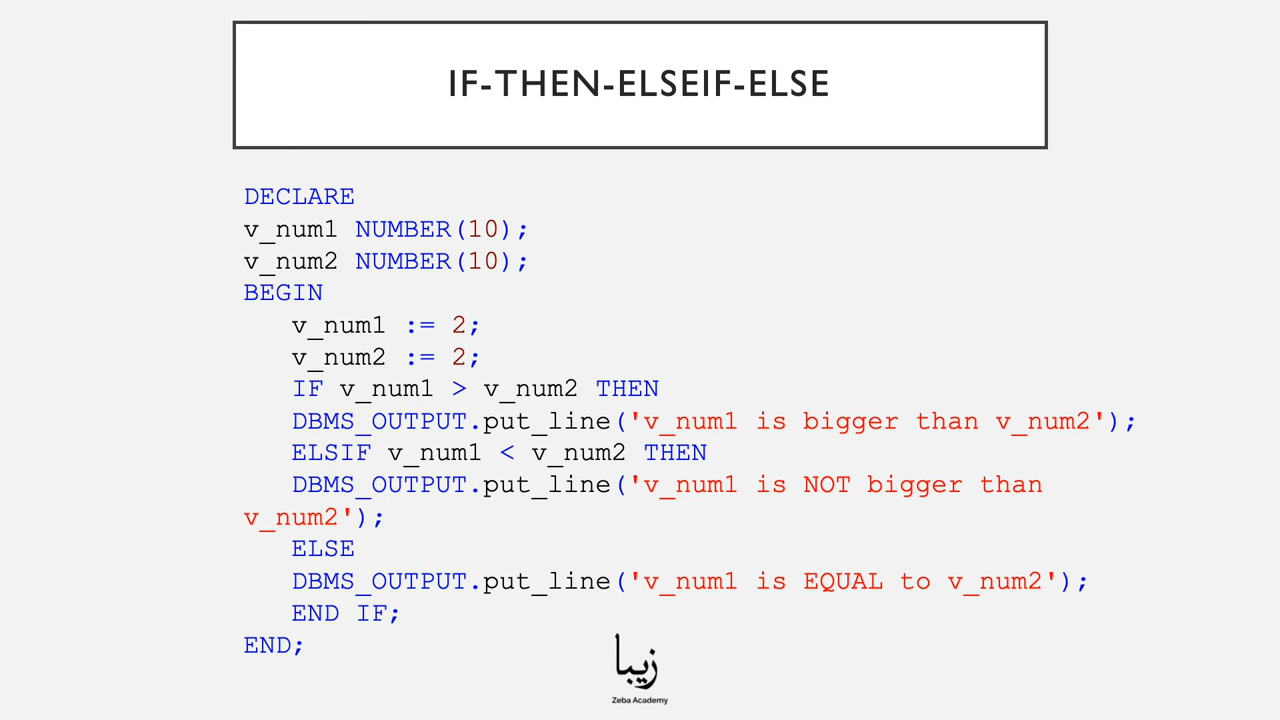 IF-THEN-ELSEIF-ELSE
DECLARE
v_num1 NUMBER(10);
v_num2 NUMBER(10);
BEGIN
v_num1 := 2;
v_num2 := 2;
IF v_num1 > v_num2 THEN
DBMS_OUTPUT.put_line('v_num1 is bigger than v_num2');
ELSIF v_num1 < v_num2 THEN
DBMS_OUTPUT.put_line('v_num1 is NOT bigger than
v_num2');
ELSE
DBMS_OUTPUT.put_line('v_num1 is EQUAL to v_num2');
END IF;
END;
زیبا
Zeba Academy